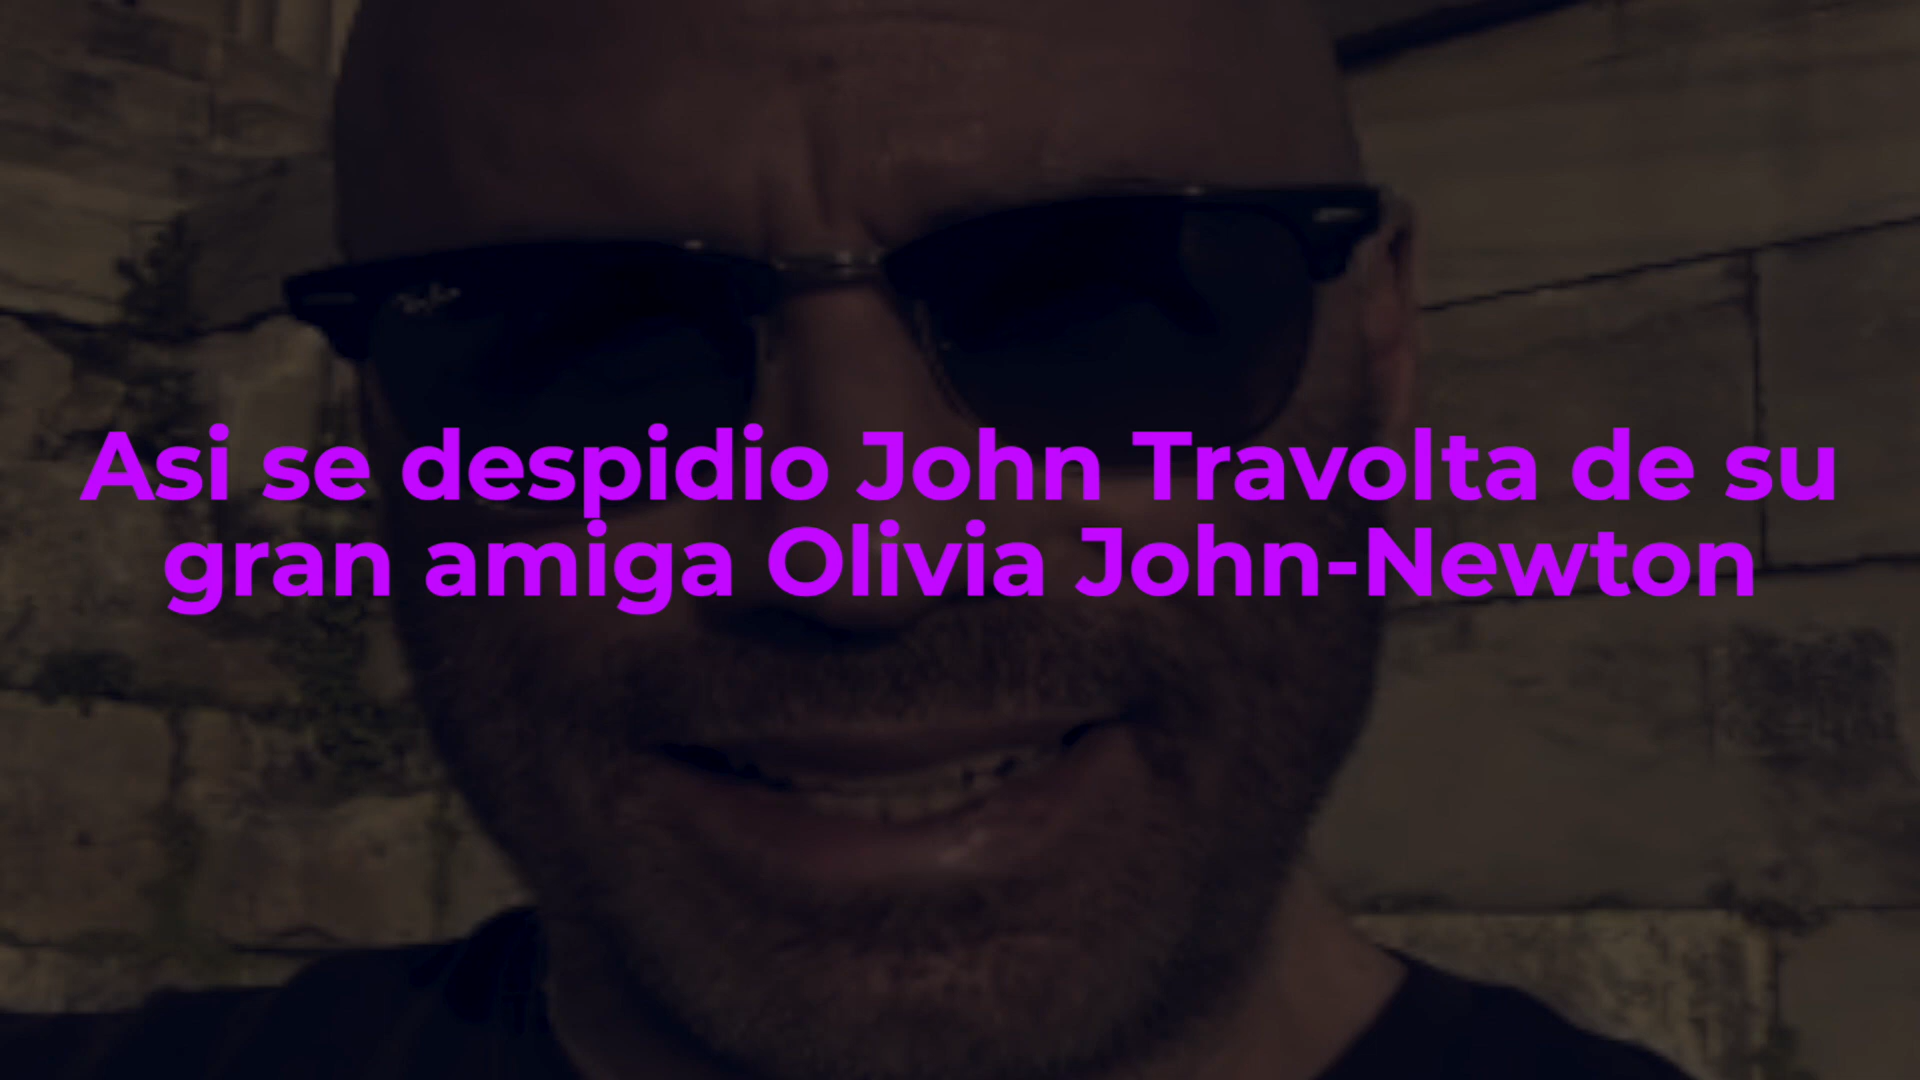 Asi se despidio John Travolta de su
gran amiga Olivia John-Newton